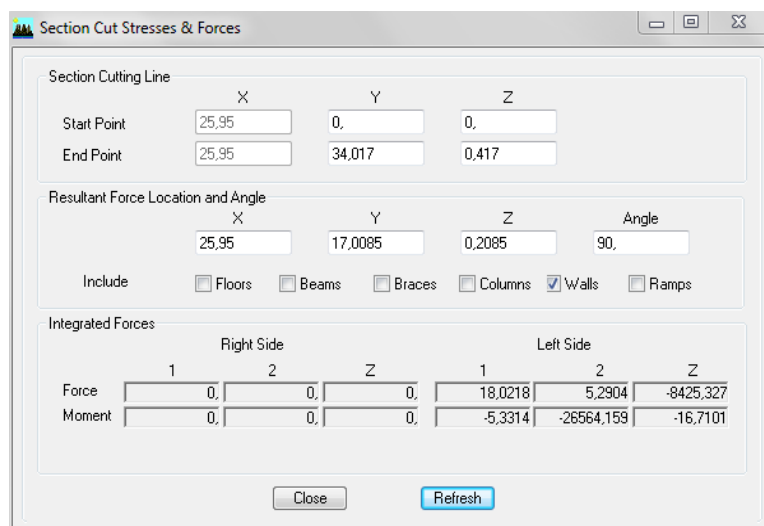 Section Cut Stresses & Forces
Section Cutting Line
X Y Z
Start Point 25,95 0, 0,
End Point 25,95 34,017 0,417
Resultant Force Location and Angle
X Y Z Angle
25,95 17,0085 0,2085 90,
Include Floors Beams Braces Columns Walls Ramps
Integrated Forces
Right Side Left Side
1 2 Z 1 2 Z
Force 0, 0, 0, 18,0218 5,2904 -8425,327
Moment 0, 0, 0, -5,3314 -26564,159 -16,7101
Close Refresh